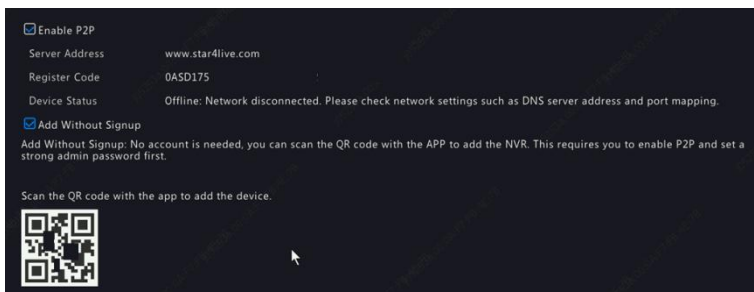 Enable P2P
Server Address www.star4live.com
Register Code 0ASD175
Device Status Offline: Network disconnected. Please check network settings such as DNS server address and port mapping.
Add Without Signup
Add Without Signup: No account is needed, you can scan the QR code with the APP to add the NVR. This requires you to enable P2P and set a
strong admin password first.
Scan the QR code with the app to add the device.